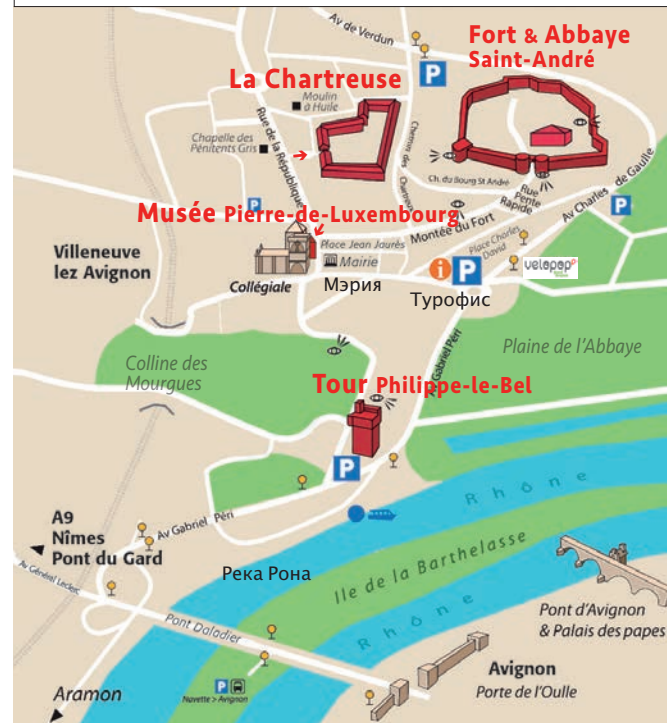 Av de Verdun
Fort & Abbaye
Saint-André
P
La Chartreuse
Moulin
à Huile
Rue de la République
Chapelle des
Pénitents Gris
Chemin des
Chartreux
Ch. du Bourg St André
Rue
Pente
Rapide
Av Charles de Gaulle
P
P
Musée Pierre-de-Luxembourg
Montée du Fort
Place Jean Jaurès
Place Charles
David
Villeneuve
lez Avignon
Mairie
i
P
velopop
Collégiale
Мэрия
Турофис
Plaine de l'Abbaye
Colline des
Mourgues
Gabriel Péri
Tour Philippe-le-Bel
P
Rhône
A9
Nîmes
Pont du Gard
Av Gabriel Péri
Ile de la Barthelasse
Av Général Leclerc
Река Рона
Pont d'Avignon
& Palais des papes
Rhône
Pont Daladier
P
Navette > Avignon
Avignon
Porte de l'Oulle
Aramon